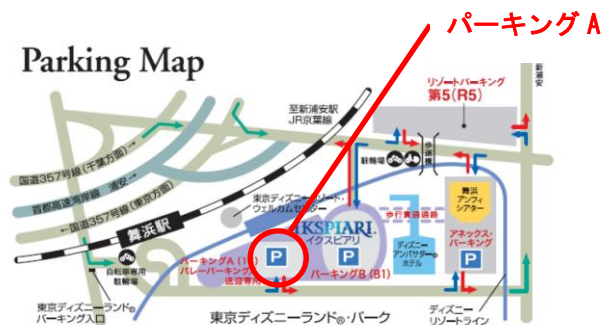 パーキング A
Parking Map
リゾートパーキング
第5(R5)
新浦安
至新浦安駅
JR京葉線
国道357号線(千葉方面)
首都高速湾岸線 浦安
←国道357号線(東京方面)
駐輪場
歩道橋
舞浜駅
東京ディズニーリゾート・
ウェルカムセンター
IKSPIARI
イクスピアリ
歩行貫通通路
舞浜
アンフィ
シアター
アネックス・
パーキング
P
ディズニー
アンバサダー®
ホテル
P
P
パーキングA
バレーパーキング
送迎専用
パーキングB (B1)
P
自転車専用
駐輪場
東京ディズニーランド®
パーキング入口
東京ディズニーランド®・パーク
ディズニー
リゾートライン